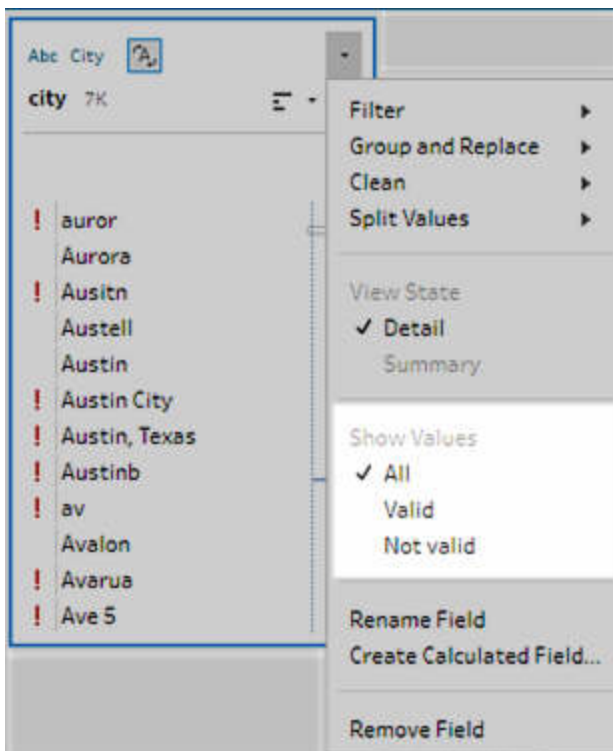 Abc City
city 7K
auror
Aurora
Ausitn
Austell
Austin
Austin City
Austin, Texas
Austinb
av
Avalon
Avarua
Ave 5
Filter
Group and Replace
Clean
Split Values
View State
✓ Detail
Summary
Show Values
✓ All
Valid
Not valid
Rename Field
Create Calculated Field...
Remove Field